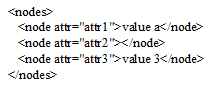 <nodes>
<node attr="attr1">value a</node>
<node attr="attr2"></node>
<node attr="attr3">value 3</node>
</nodes>